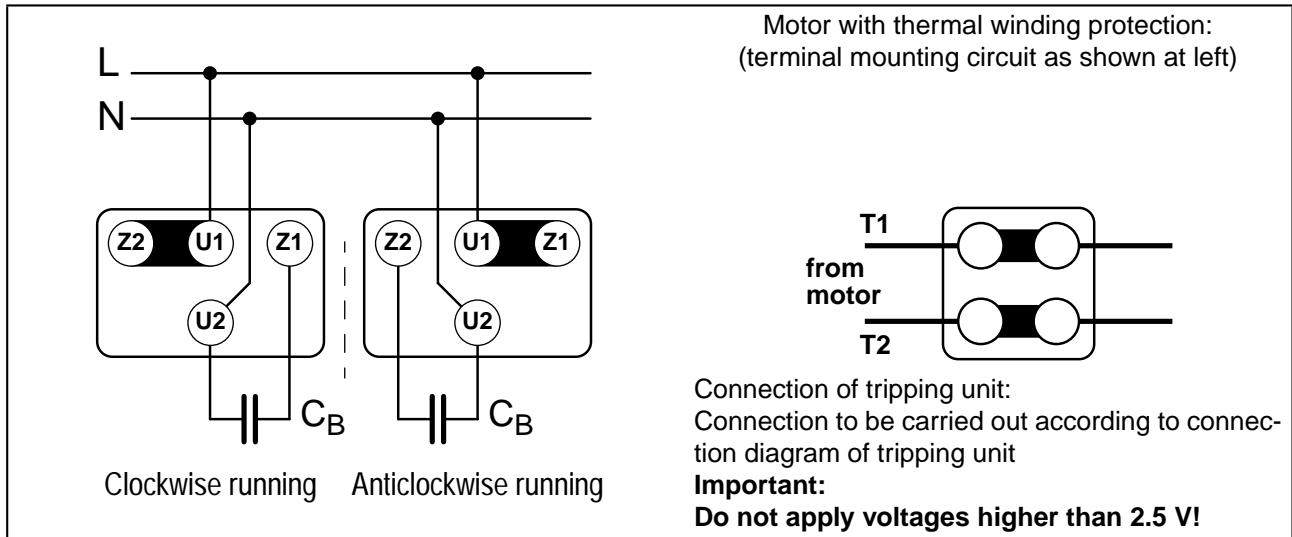 L
N
Z2 U1 Z1
U2
C_B
Clockwise running
Z2 U1 Z1
U2
C_B
Anticlockwise running
Motor with thermal winding protection:
(terminal mounting circuit as shown at left)
T1
from
motor
T2
Connection of tripping unit:
Connection to be carried out according to connec-
tion diagram of tripping unit
Important:
Do not apply voltages higher than 2.5 V!